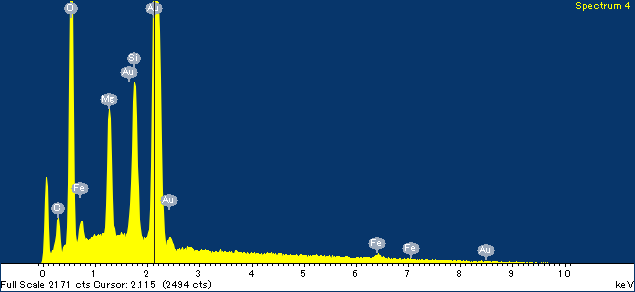 Spectrum 4
O Au
Si
Au
Mg
Fe
Au
C
Fe Fe Au
0 1 2 3 4 5 6 7 8 9 10
Full Scale 2171 cts Cursor: 2.115 (2494 cts) keV